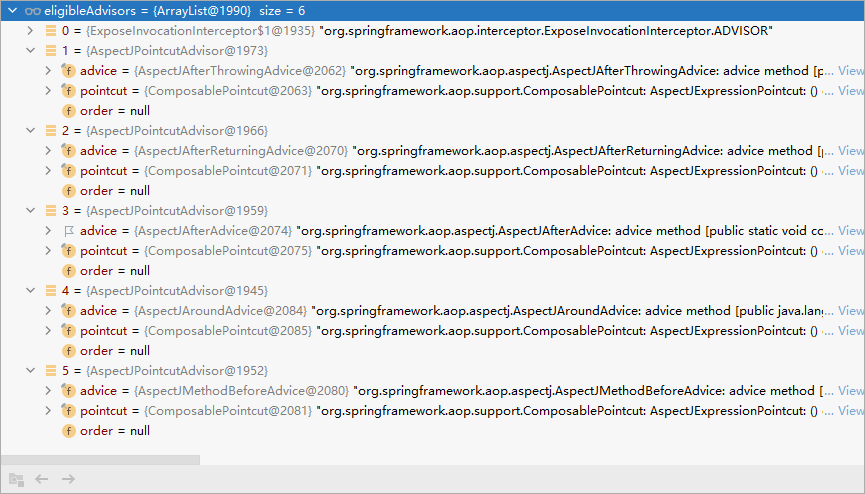 eligibleAdvisors = {ArrayList@1990} size = 6
0 = {ExposeInvocationInterceptor$1@1935} "org.springframework.aop.interceptor.ExposeInvocationInterceptor.ADVISOR"
1 = {AspectJPointcutAdvisor@1973}
advice = {AspectJAfterThrowingAdvice@2062} "org.springframework.aop.aspectj.AspectJAfterThrowingAdvice: advice method [p... View
pointcut = {ComposablePointcut@2063} "org.springframework.aop.support.ComposablePointcut: AspectJExpressionPointcut: () ... View
order = null
2 = {AspectJPointcutAdvisor@1966}
advice = {AspectJAfterReturningAdvice@2070} "org.springframework.aop.aspectj.AspectJAfterReturningAdvice: advice method [... View
pointcut = {ComposablePointcut@2071} "org.springframework.aop.support.ComposablePointcut: AspectJExpressionPointcut: () ... View
order = null
3 = {AspectJPointcutAdvisor@1959}
advice = {AspectJAfterAdvice@2074} "org.springframework.aop.aspectj.AspectJAfterAdvice: advice method [public static void cc... View
pointcut = {ComposablePointcut@2075} "org.springframework.aop.support.ComposablePointcut: AspectJExpressionPointcut: () ... View
order = null
4 = {AspectJPointcutAdvisor@1945}
advice = {AspectJAroundAdvice@2084} "org.springframework.aop.aspectj.AspectJAroundAdvice: advice method [public java.lang... View
pointcut = {ComposablePointcut@2085} "org.springframework.aop.support.ComposablePointcut: AspectJExpressionPointcut: () ... View
order = null
5 = {AspectJPointcutAdvisor@1952}
advice = {AspectJMethodBeforeAdvice@2080} "org.springframework.aop.aspectj.AspectJMethodBeforeAdvice: advice method [... View
pointcut = {ComposablePointcut@2081} "org.springframework.aop.support.ComposablePointcut: AspectJExpressionPointcut: () ... View
order = null